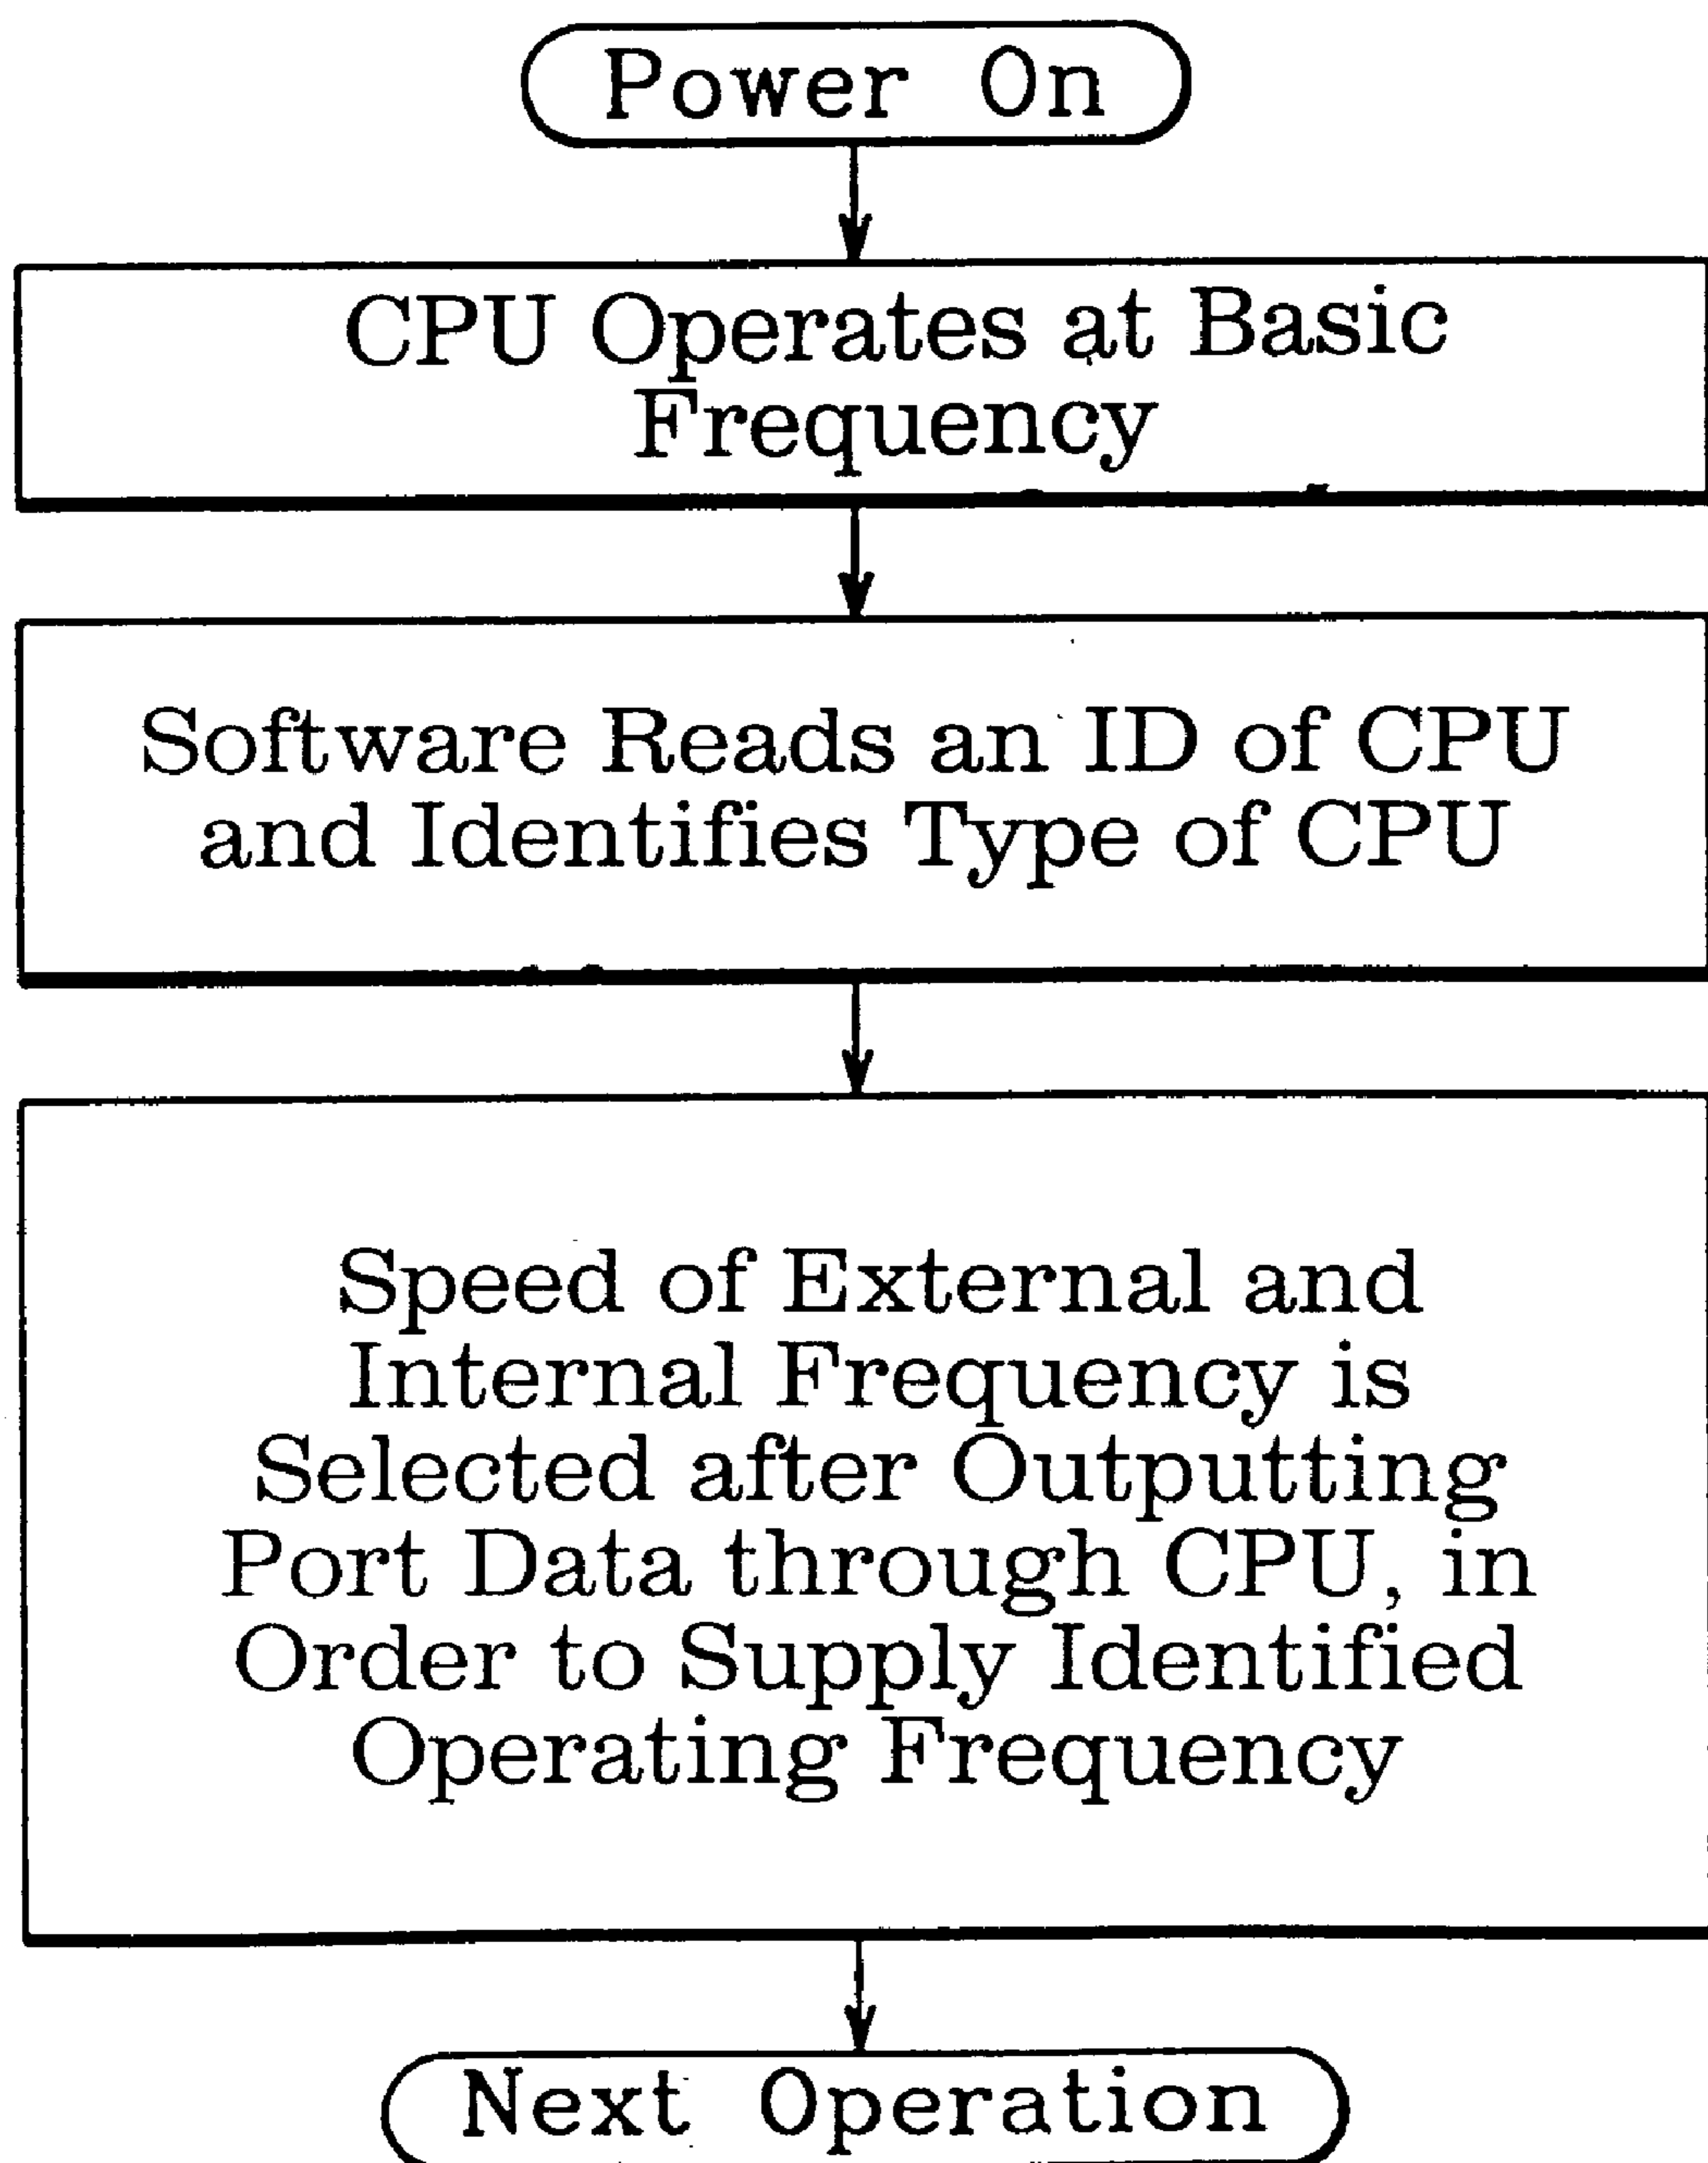 Power On
CPU Operates at Basic
Frequency
Software Reads an ID of CPU
and Identifies Type of CPU
Speed of External and
Internal Frequency is
Selected after Outputting
Port Data through CPU, in
Order to Supply Identified
Operating Frequency
Next Operation